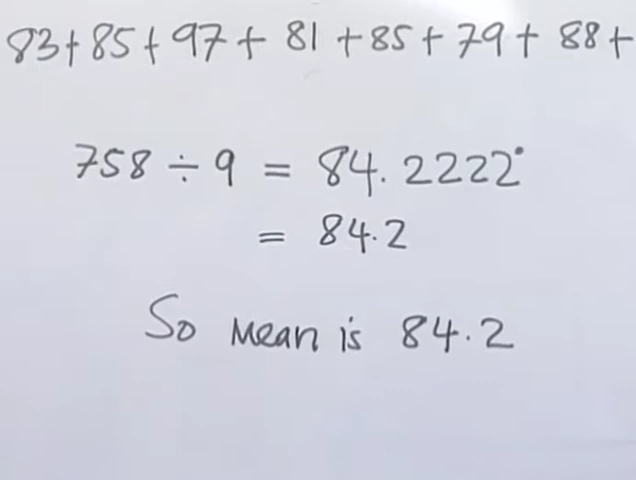 83+85+97+ 81 +85+79+ 88+
758 ÷ 9 = 84.2222̇
= 84.2
So Mean is 84.2